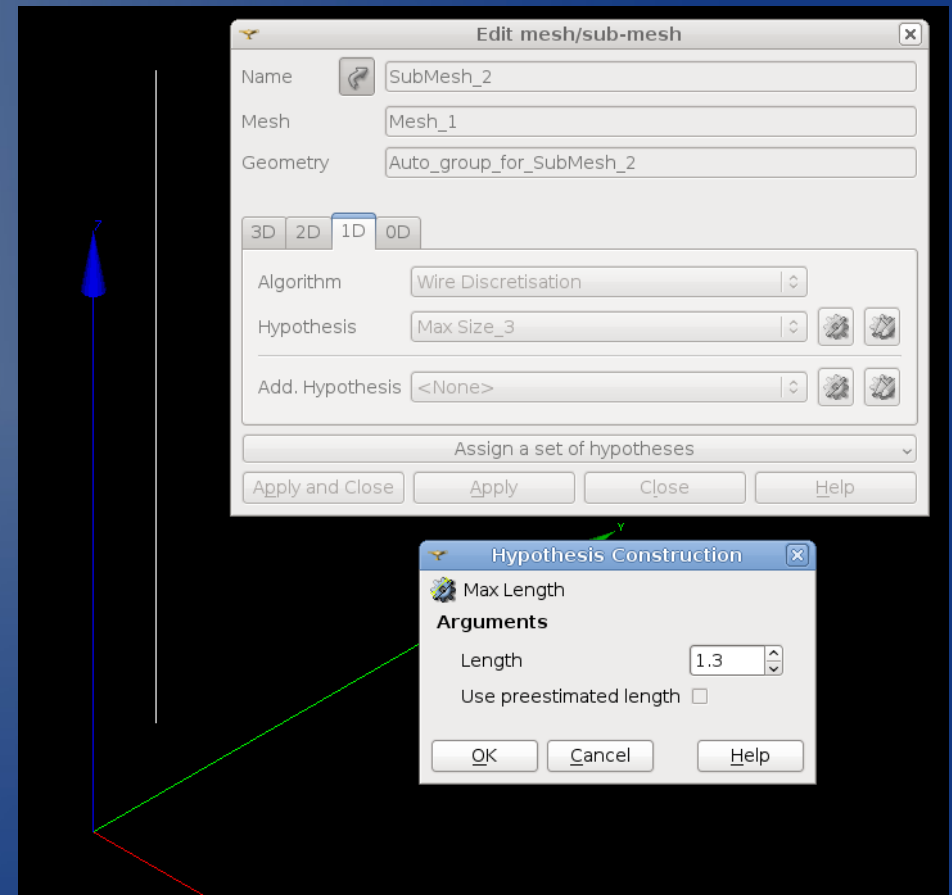 Edit mesh/sub-mesh
Name SubMesh_2
Mesh Mesh_1
Geometry Auto_group_for_SubMesh_2
3D 2D 1D 0D
Algorithm Wire Discretisation
Hypothesis Max Size_3
Add. Hypothesis <None>
Assign a set of hypotheses
Apply and Close Apply Close Help
Z
Y
Hypothesis Construction
Max Length
Arguments
Length 1.3
Use preestimated length
OK Cancel Help